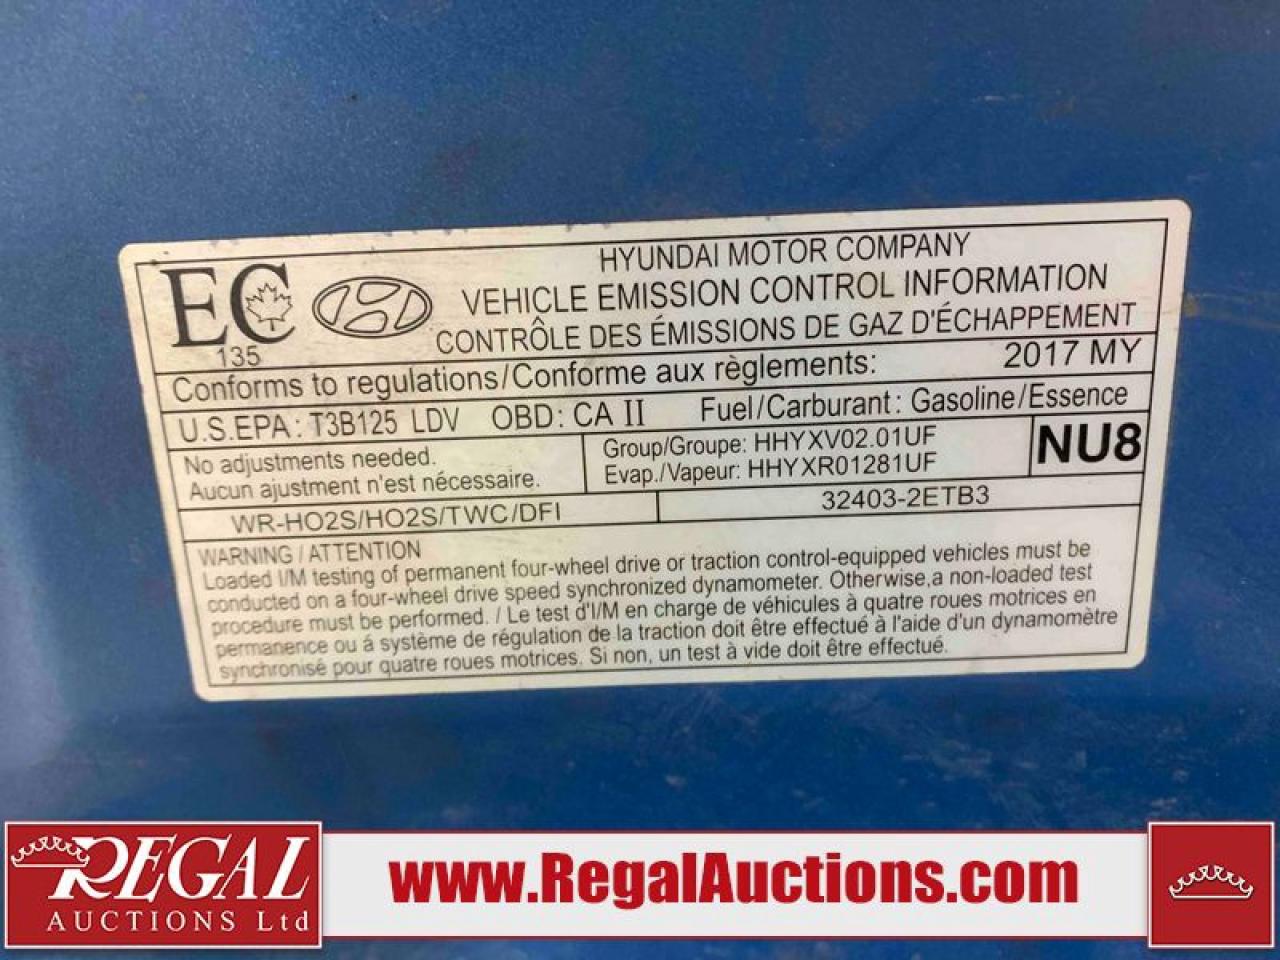 EC
135
HYUNDAI MOTOR COMPANY
VEHICLE EMISSION CONTROL INFORMATION
CONTRÔLE DES ÉMISSIONS DE GAZ D'ÉCHAPPEMENT
Conforms to regulations/Conforme aux règlements: 2017 MY
U.S.EPA: T3B125 LDV OBD: CA II Fuel/Carburant: Gasoline/Essence
No adjustments needed.
Aucun ajustment n'est nécessaire.
Group/Groupe: HHYXV02.01UF
Evap./Vapeur: HHYXR01281UF
NU8
WR-HO2S/HO2S/TWC/DFI
32403-2ETB3
WARNING / ATTENTION
Loaded I/M testing of permanent four-wheel drive or traction control-equipped vehicles must be
conducted on a four-wheel drive speed synchronized dynamometer. Otherwise,a non-loaded test
procedure must be performed. / Le test d'I/M en charge de véhicules à quatre roues motrices en
permanence ou á système de régulation de la traction doit être effectué à l'aide d'un dynamomètre
synchronisé pour quatre roues motrices. Si non, un test à vide doit être effectué.
REGAL
AUCTIONS Ltd
www.RegalAuctions.com